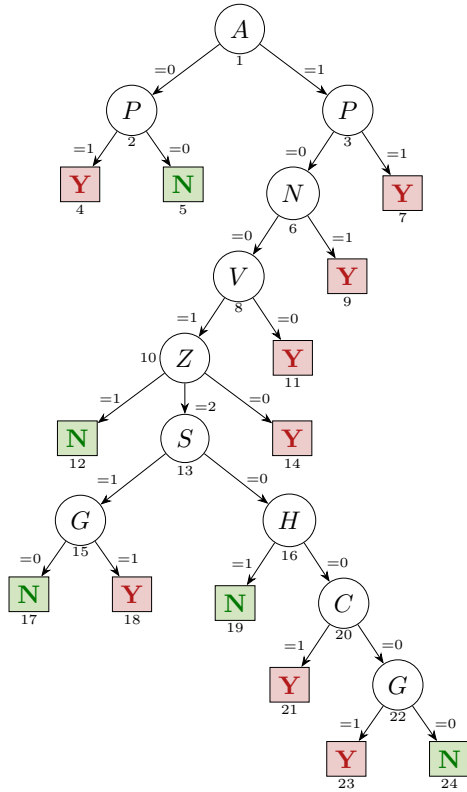 A
1
=0 =1
P P
2 3
=1 =0 =0 =1
Y N N Y
4 5 6 7
=0 =1
V Y
8 9
=1 =0
10 Z Y
11
=1 =2 =0
N S Y
12 13 14
=1 =0
G H
15 16
=0 =1 =1 =0
N Y N C
17 18 19 20
=1 =0
Y G
21 22
=1 =0
Y N
23 24